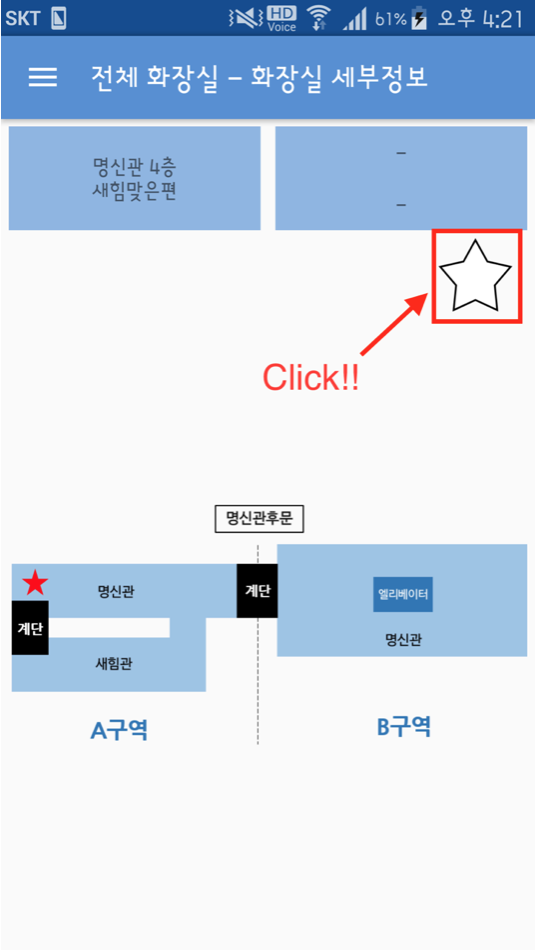 SKT HD Voice 61% 오후 4:21
전체 화장실 – 화장실 세부정보
명신관 4층
새힘맞은편
–
–
Click!!
명신관후문
명신관
계단
엘리베이터
계단
명신관
새힘관
A구역
B구역